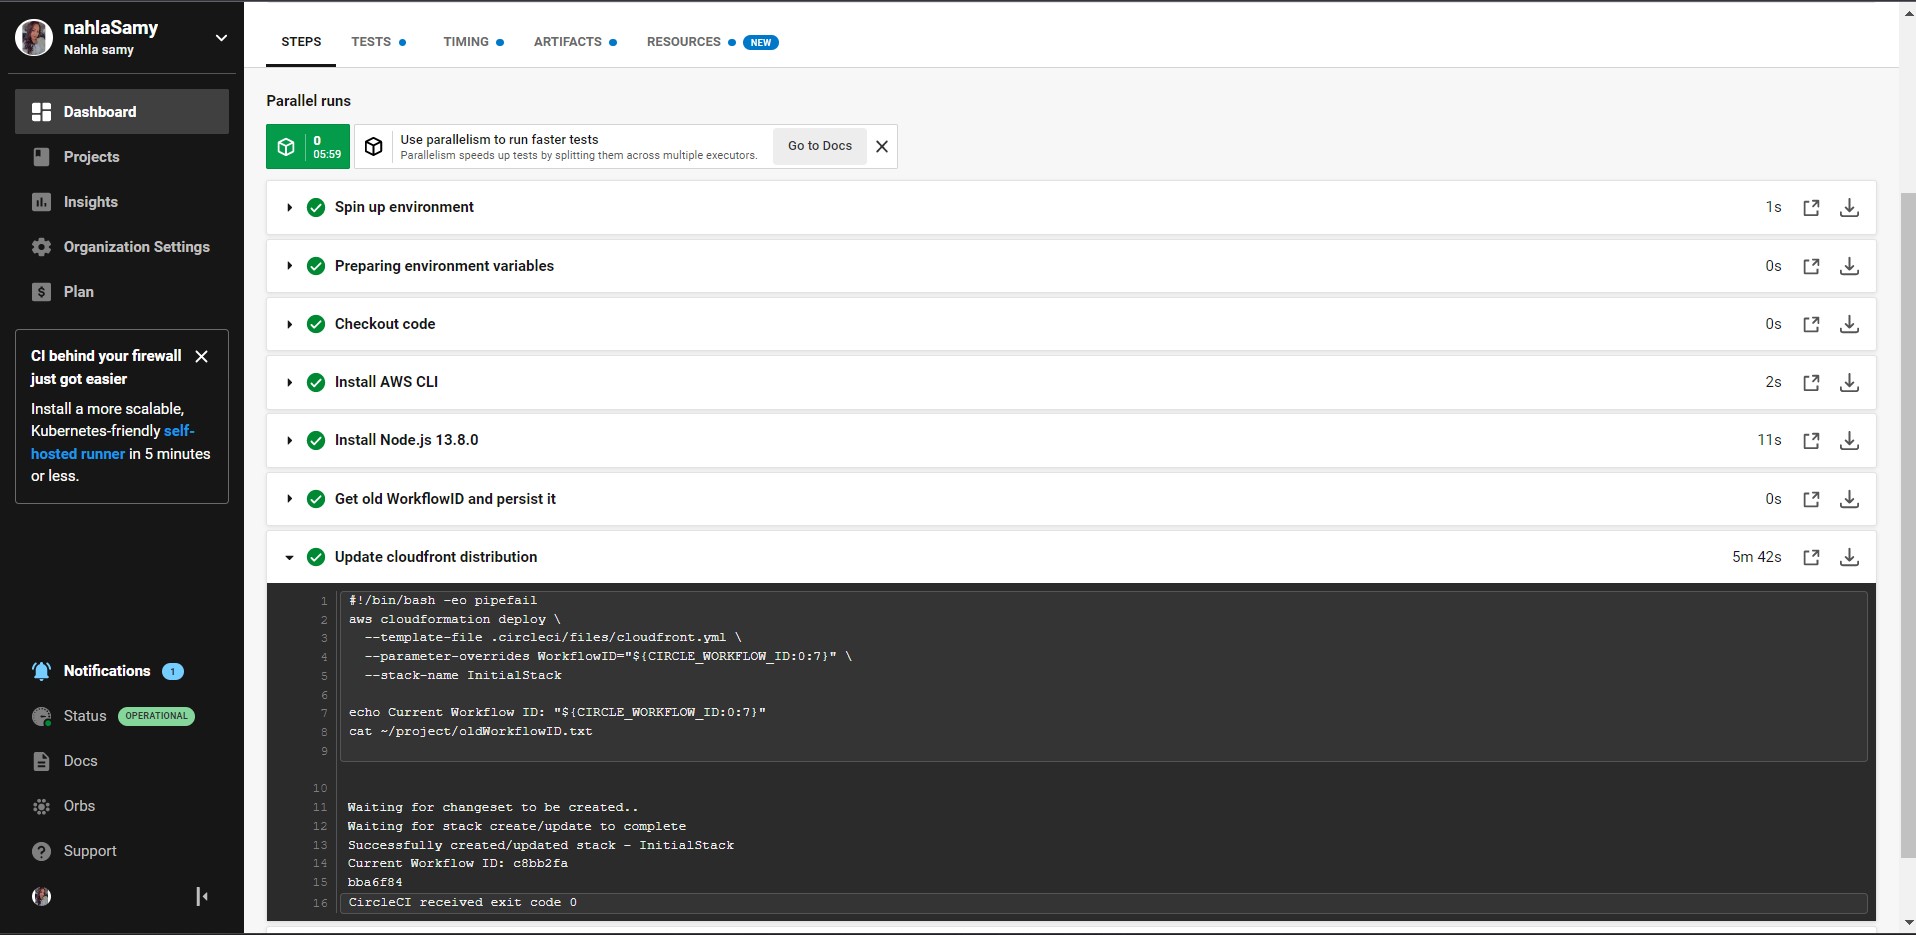 nahlaSamy
Nahla samy
Dashboard
Projects
Insights
Organization Settings
Plan
CI behind your firewall
just got easier
Install a more scalable,
Kubernetes-friendly self-
hosted runner in 5 minutes
or less.
Notifications 1
Status OPERATIONAL
Docs
Orbs
Support
STEPS TESTS TIMING ARTIFACTS RESOURCES NEW
Parallel runs
0
05:59
Use parallelism to run faster tests
Parallelism speeds up tests by splitting them across multiple executors.
Go to Docs
Spin up environment 1s
Preparing environment variables 0s
Checkout code 0s
Install AWS CLI 2s
Install Node.js 13.8.0 11s
Get old WorkflowID and persist it 0s
Update cloudfront distribution 5m 42s
1 #!/bin/bash -eo pipefail
2 aws cloudformation deploy \
3 --template-file .circleci/files/cloudfront.yml \
4 --parameter-overrides WorkflowID="${CIRCLE_WORKFLOW_ID:0:7}" \
5 --stack-name InitialStack
6
7 echo Current Workflow ID: "${CIRCLE_WORKFLOW_ID:0:7}"
8 cat ~/project/oldWorkflowID.txt
9
10
11 Waiting for changeset to be created..
12 Waiting for stack create/update to complete
13 Successfully created/updated stack - InitialStack
14 Current Workflow ID: c8bb2fa
15 bba6f84
16 CircleCI received exit code 0